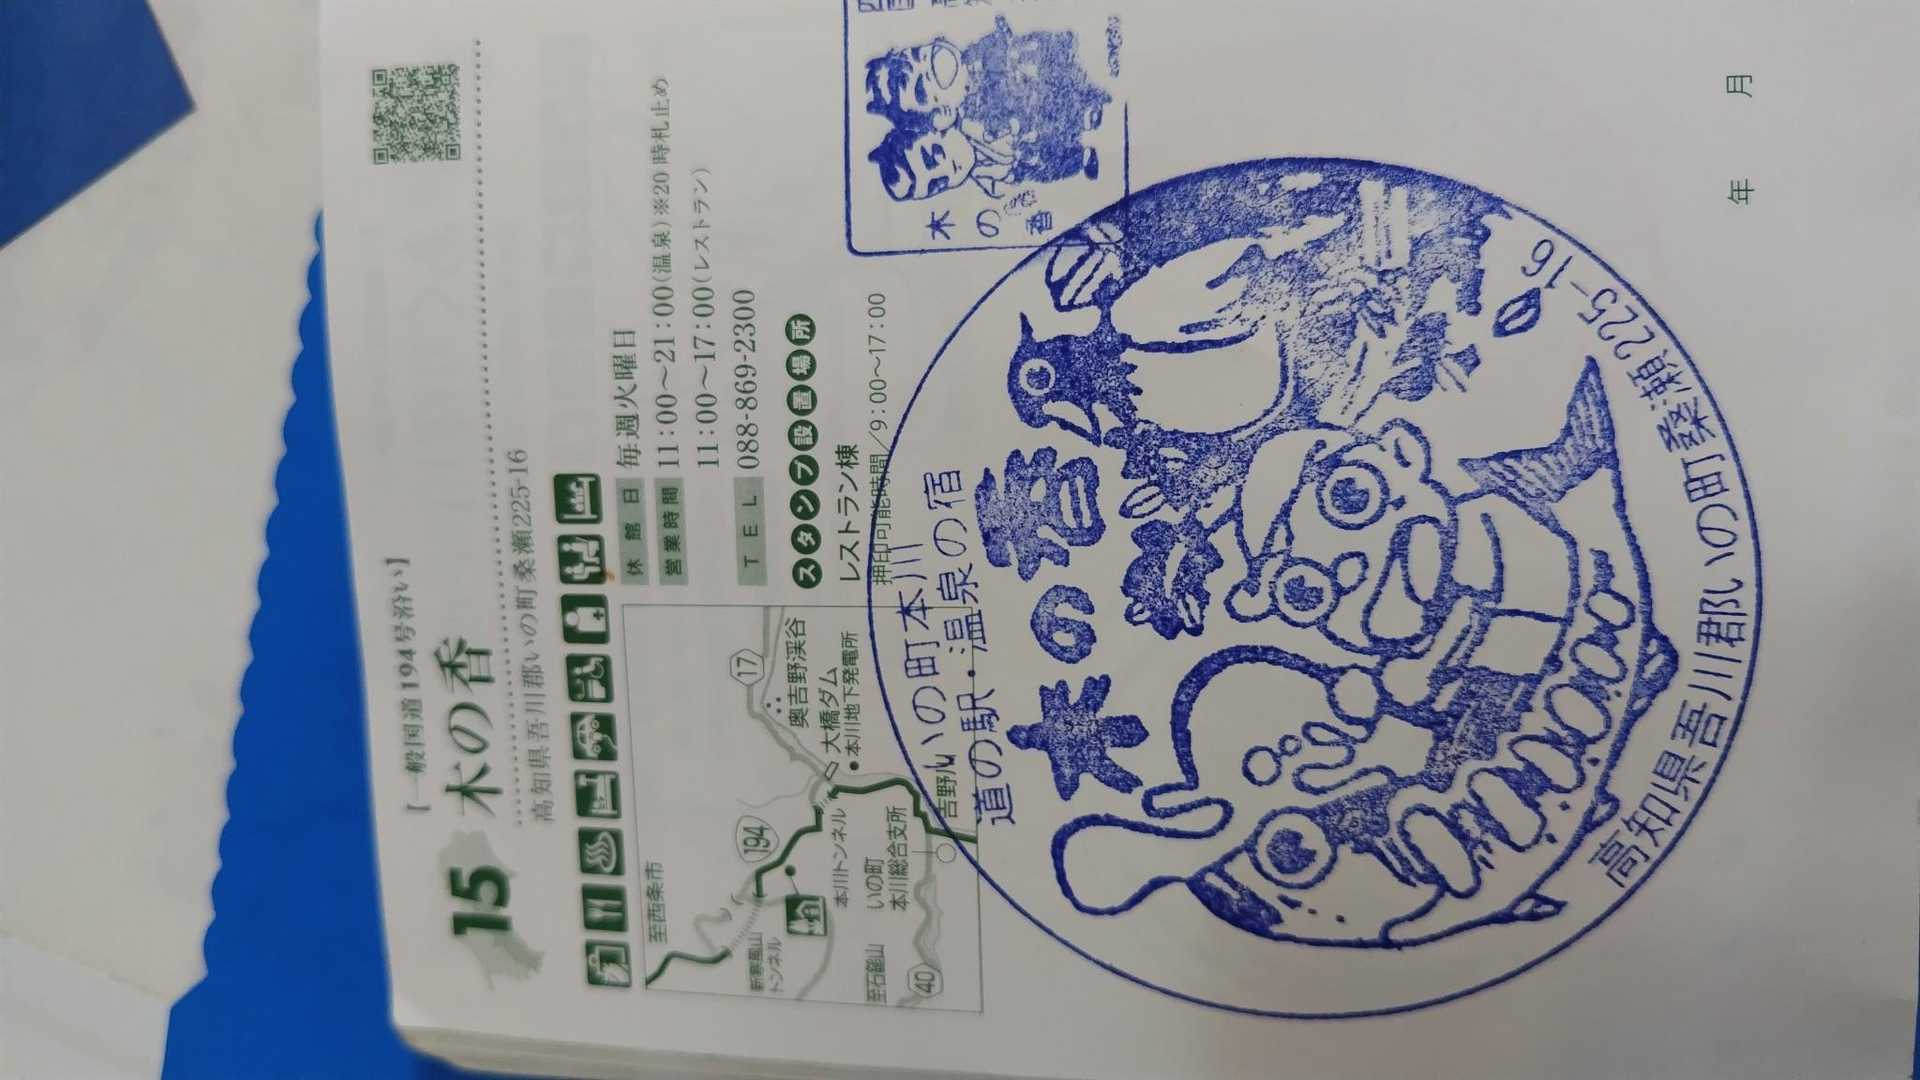 【一般国道194号沿い】
15 木の香
高知県吾川郡いの町桑瀬225-16
休館日 毎週火曜日
営業時間 11:00～21:00(温泉)※20時札止め
11:00～17:00(レストラン)
TEL 088-869-2300
スタンプ設置場所
レストラン棟
押印可能時間／9:00～17:00
至西条市
194
17
新寒風山
トンネル
本川トンネル
奥吉野渓谷
大橋ダム
本川地下発電所
いの町
本川総合支所
吉野川
至石鎚山
40
木の香
いの町本川
道の駅・温泉の宿
木の香
高知県吾川郡いの町桑瀬225-16
年 月